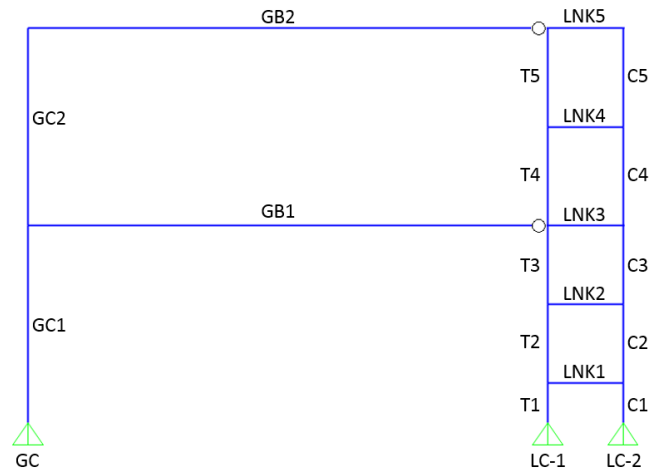 GB2
LNK5
T5
C5
GC2
LNK4
T4
C4
GB1
LNK3
T3
C3
LNK2
GC1
T2
C2
LNK1
T1
C1
GC
LC-1
LC-2